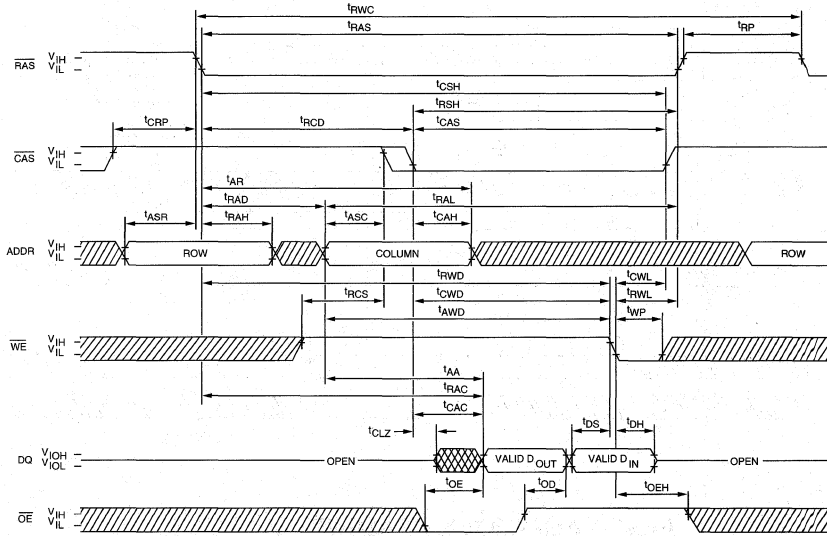 tRWC
tRAS tRP
RAS VIH
VIL
tCSH
tRSH
tCRP tRCD tCAS
CAS VIH
VIL
tAR
tRAD tRAL
tASR tRAH tASC tCAH
ADDR VIH
VIL ROW COLUMN ROW
tRWD tCWL
tRCS tCWD tRWL
tAWD tWP
WE VIH
VIL
tAA
tRAC
tCAC
tCLZ tDS tDH
DQ VIOH
VIOL OPEN VALID DOUT VALID DIN OPEN
tOE tOD tOEH
OE VIH
VIL